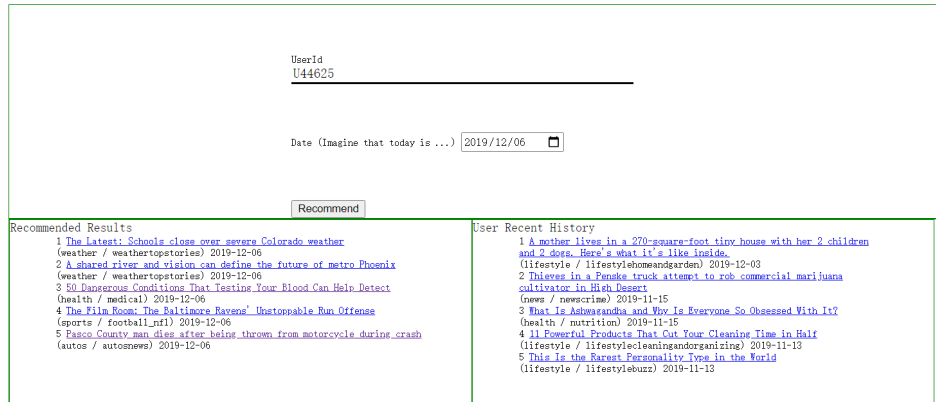 UserId
U44625
Date (Imagine that today is ...) 2019/12/06
Recommend
Recommended Results
1 The Latest: Schools close over severe Colorado weather
(weather / weathertopstories) 2019-12-06
2 A shared river and vision can define the future of metro Phoenix
(weather / weathertopstories) 2019-12-06
3 50 Dangerous Conditions That Testing Your Blood Can Help Detect
(health / medical) 2019-12-06
4 The Film Room: The Baltimore Ravens' Unstoppable Run Offense
(sports / football_nfl) 2019-12-06
5 Pasco County man dies after being thrown from motorcycle during crash
(autos / autosnews) 2019-12-06
User Recent History
1 A mother lives in a 270-square-foot tiny house with her 2 children
and 2 dogs. Here's what it's like inside.
(lifestyle / lifestylehomeandgarden) 2019-12-03
2 Thieves in a Penske truck attempt to rob commercial marijuana
cultivator in High Desert
(news / newscrime) 2019-11-15
3 What Is Ashwagandha and Why Is Everyone So Obsessed With It?
(health / nutrition) 2019-11-15
4 11 Powerful Products That Cut Your Cleaning Time in Half
(lifestyle / lifestylecleaningandorganizing) 2019-11-13
5 This Is the Rarest Personality Type in the World
(lifestyle / lifestylebuzz) 2019-11-13